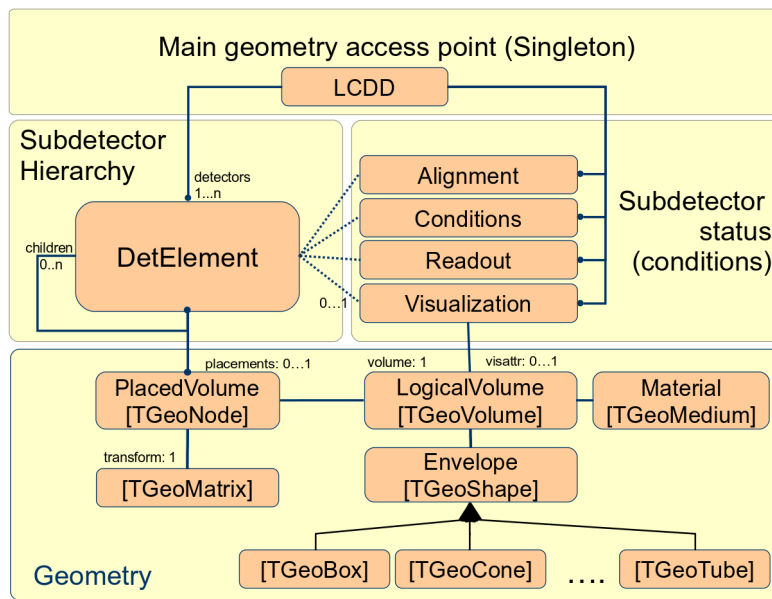 Main geometry access point (Singleton)
LCDD
Subdetector
Hierarchy
detectors
1...n
children
0..n
DetElement
0...1
Alignment
Conditions
Readout
Visualization
Subdetector
status
(conditions)
placements: 0...1
volume: 1
visattr: 0...1
PlacedVolume
[TGeoNode]
LogicalVolume
[TGeoVolume]
Material
[TGeoMedium]
transform: 1
[TGeoMatrix]
Envelope
[TGeoShape]
Geometry
[TGeoBox]
[TGeoCone]
....
[TGeoTube]